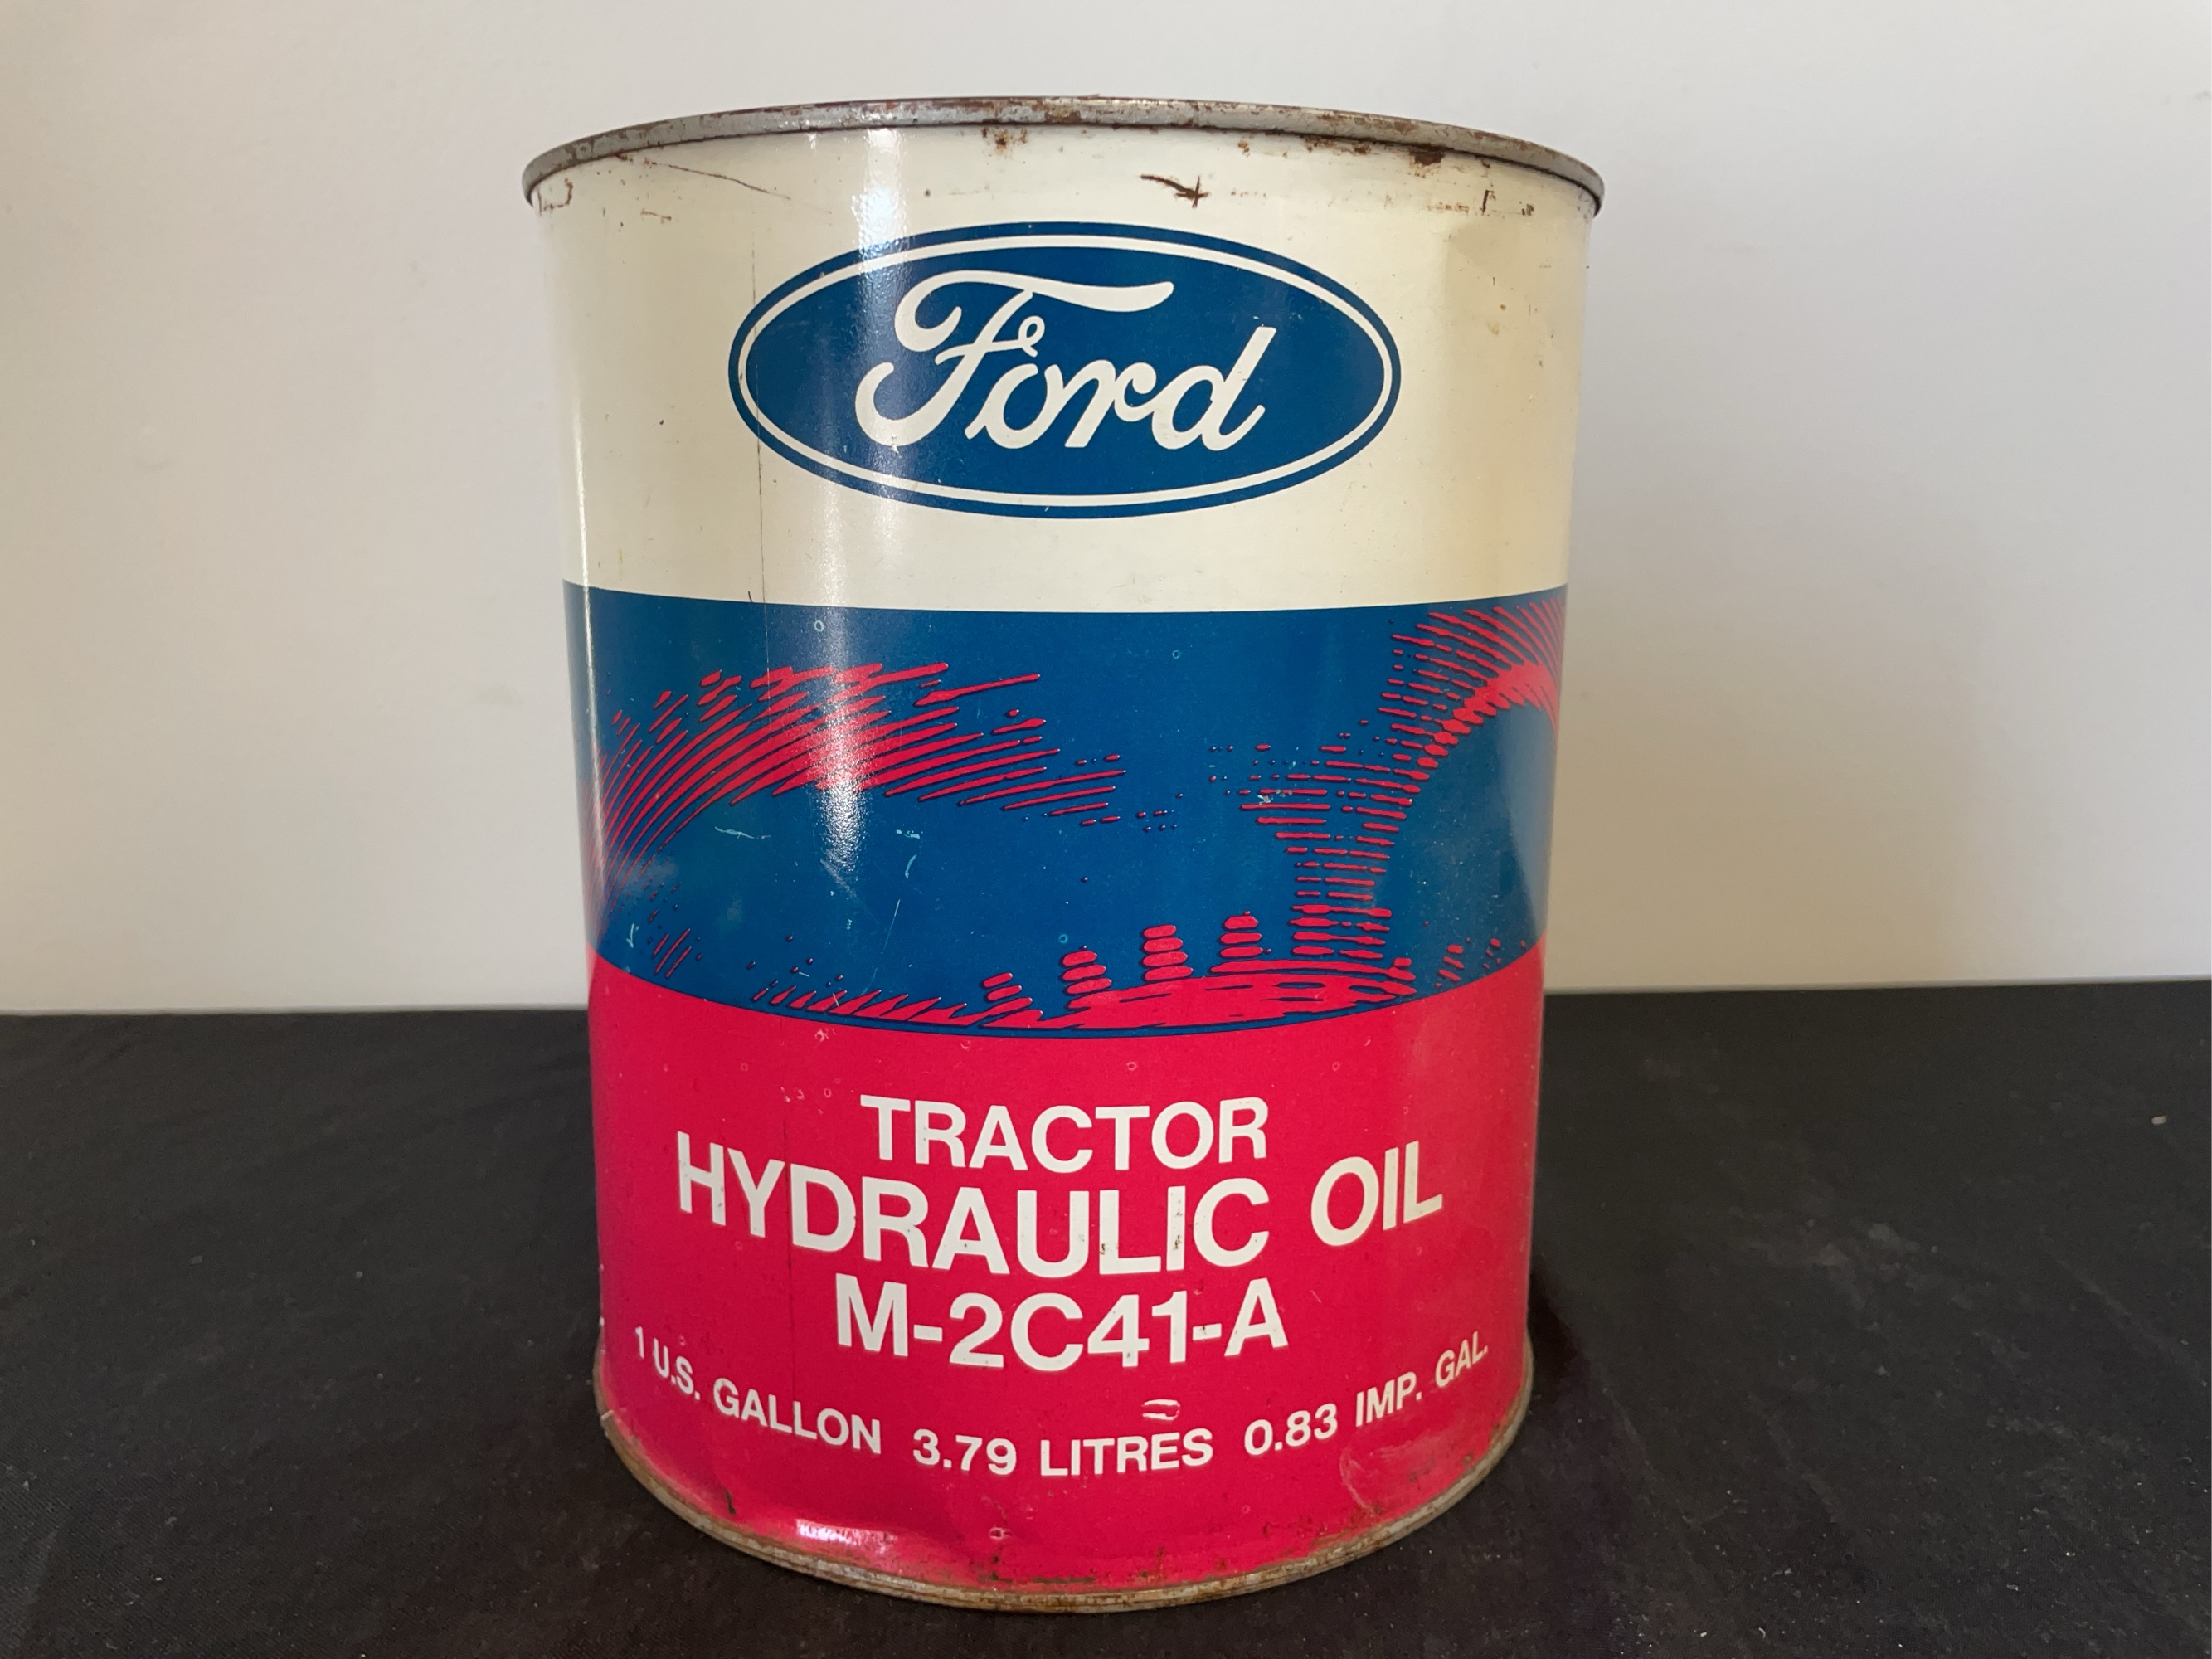 Ford
TRACTOR
HYDRAULIC OIL
M-2C41-A
1 U.S. GALLON 3.79 LITRES 0.83 IMP. GAL.